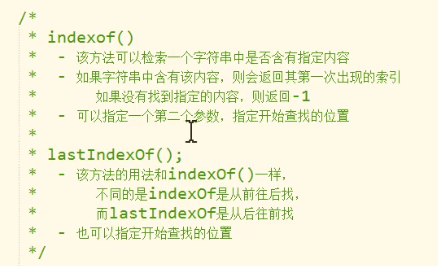 /*
* indexof()
* - 该方法可以检索一个字符串中是否含有指定内容
* - 如果字符串中含有该内容，则会返回其第一次出现的索引
* 如果没有找到指定的内容，则返回-1
* - 可以指定一个第二个参数，指定开始查找的位置
*
* lastIndexOf();
* - 该方法的用法和indexOf()一样，
* 不同的是indexOf是从前往后找，
* 而lastIndexOf是从后往前找
* - 也可以指定开始查找的位置
*/